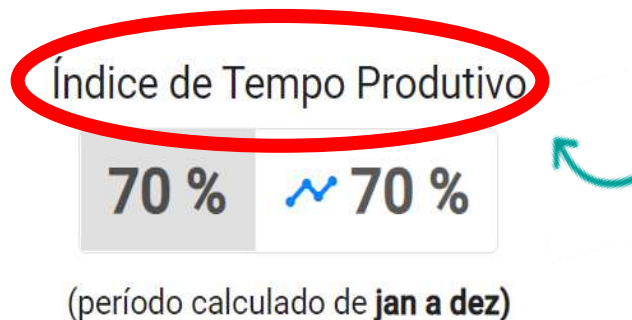 Índice de Tempo Produtivo
70 % 70 %
(período calculado de jan a dez)